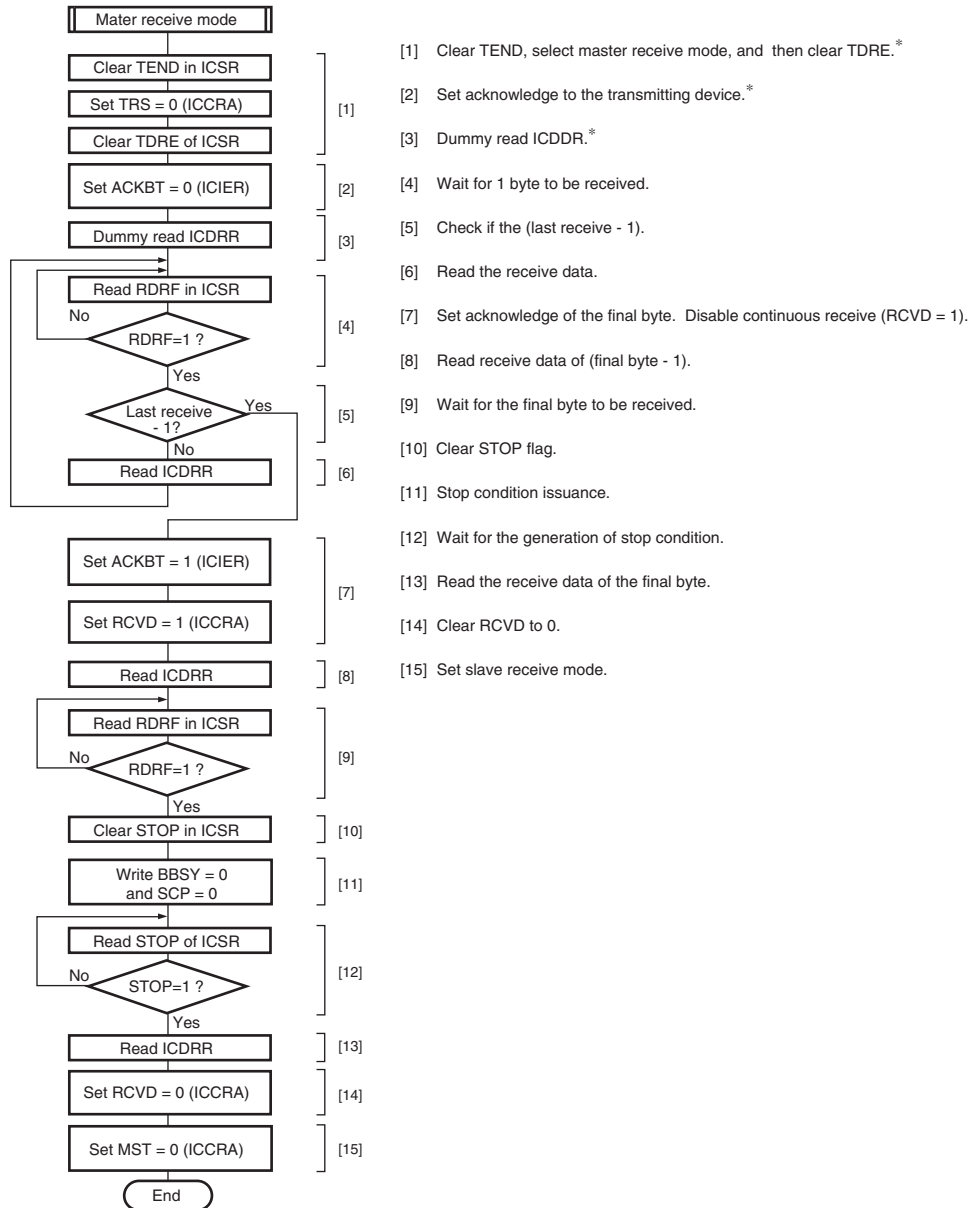 Mater receive mode
Clear TEND in ICSR
Set TRS = 0 (ICCRA)
Clear TDRE of ICSR
[1]
Set ACKBT = 0 (ICIER)
[2]
Dummy read ICDRR
[3]
Read RDRF in ICSR
No
RDRF=1 ?
[4]
Yes
Last receive
- 1?
Yes
[5]
No
Read ICDRR
[6]
Set ACKBT = 1 (ICIER)
Set RCVD = 1 (ICCRA)
[7]
Read ICDRR
[8]
Read RDRF in ICSR
No
RDRF=1 ?
[9]
Yes
Clear STOP in ICSR
[10]
Write BBSY = 0
and SCP = 0
[11]
Read STOP of ICSR
No
STOP=1 ?
[12]
Yes
Read ICDRR
[13]
Set RCVD = 0 (ICCRA)
[14]
Set MST = 0 (ICCRA)
[15]
End
[1] Clear TEND, select master receive mode, and then clear TDRE.*
[2] Set acknowledge to the transmitting device.*
[3] Dummy read ICDDR.*
[4] Wait for 1 byte to be received.
[5] Check if the (last receive - 1).
[6] Read the receive data.
[7] Set acknowledge of the final byte. Disable continuous receive (RCVD = 1).
[8] Read receive data of (final byte - 1).
[9] Wait for the final byte to be received.
[10] Clear STOP flag.
[11] Stop condition issuance.
[12] Wait for the generation of stop condition.
[13] Read the receive data of the final byte.
[14] Clear RCVD to 0.
[15] Set slave receive mode.